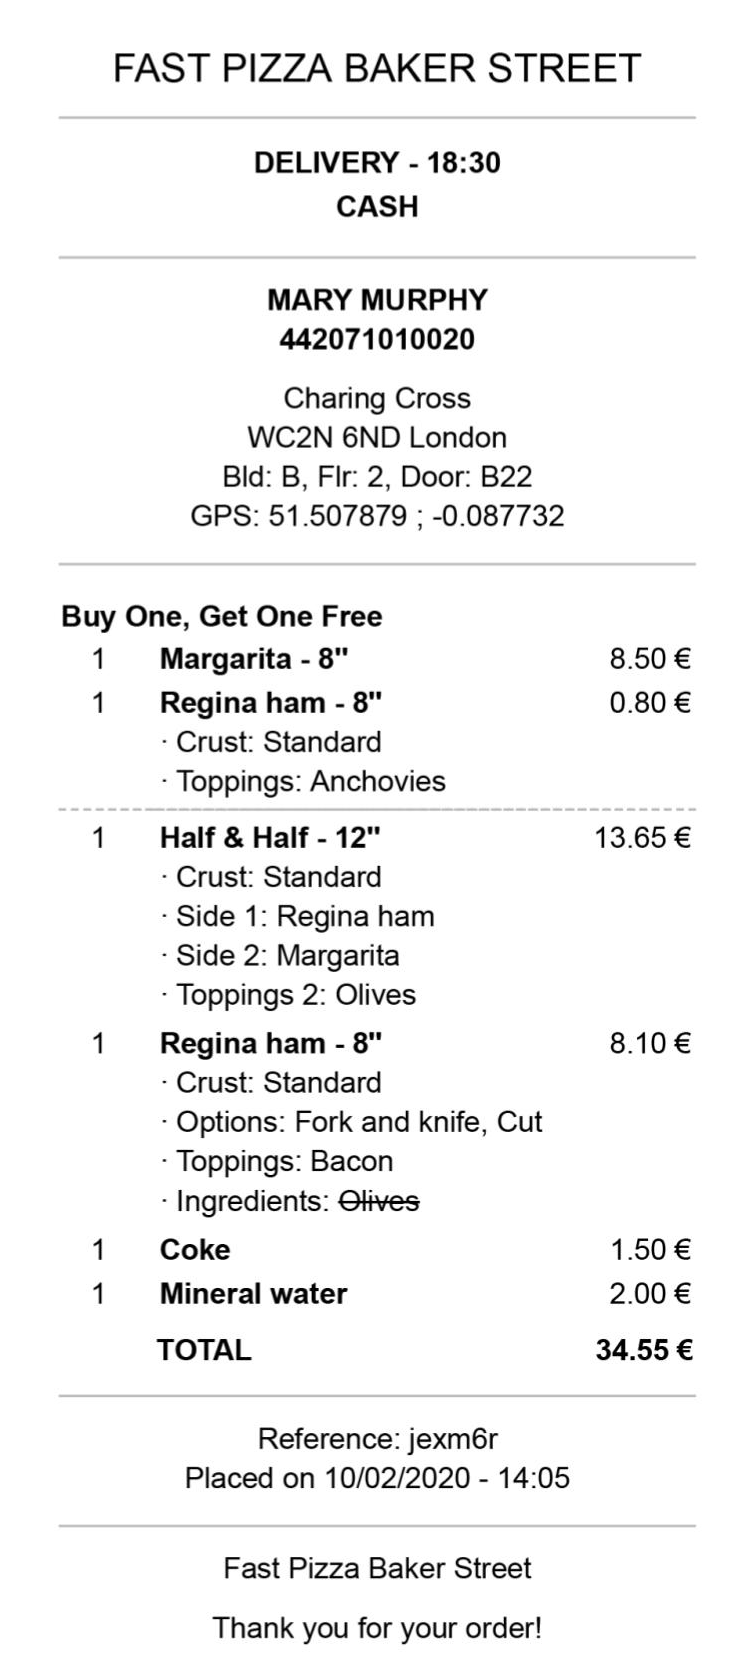 FAST PIZZA BAKER STREET
DELIVERY - 18:30
CASH
MARY MURPHY
442071010020
Charing Cross
WC2N 6ND London
Bld: B, Flr: 2, Door: B22
GPS: 51.507879 ; -0.087732
Buy One, Get One Free
1 Margarita - 8" 8.50 €
1 Regina ham - 8" 0.80 €
· Crust: Standard
· Toppings: Anchovies
1 Half & Half - 12" 13.65 €
· Crust: Standard
· Side 1: Regina ham
· Side 2: Margarita
· Toppings 2: Olives
1 Regina ham - 8" 8.10 €
· Crust: Standard
· Options: Fork and knife, Cut
· Toppings: Bacon
· Ingredients: Olives
1 Coke 1.50 €
1 Mineral water 2.00 €
TOTAL 34.55 €
Reference: jexm6r
Placed on 10/02/2020 - 14:05
Fast Pizza Baker Street
Thank you for your order!